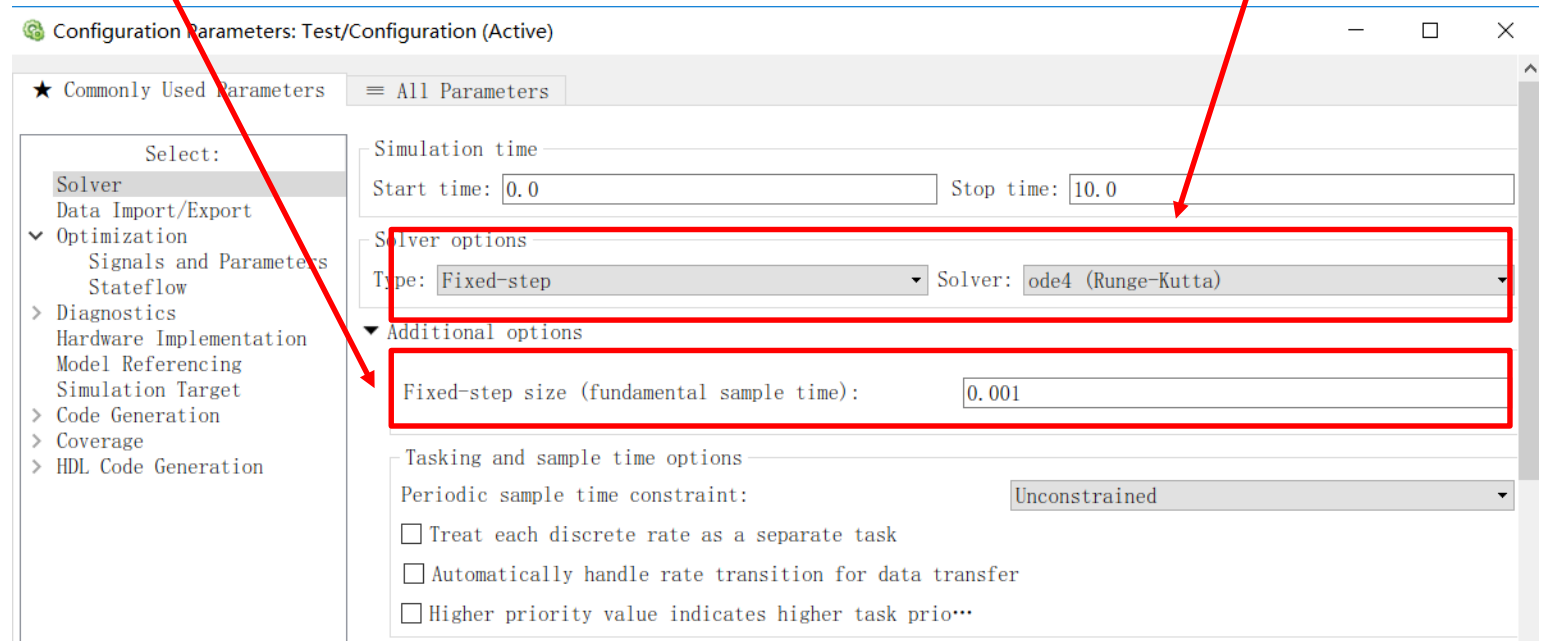 Configuration Parameters: Test/Configuration (Active)
★ Commonly Used Parameters
≡ All Parameters
Select:
Solver
Data Import/Export
Optimization
Signals and Parameters
Stateflow
Diagnostics
Hardware Implementation
Model Referencing
Simulation Target
Code Generation
Coverage
HDL Code Generation
Simulation time
Start time: 0.0 Stop time: 10.0
Solver options
Type: Fixed-step Solver: ode4 (Runge-Kutta)
Additional options
Fixed-step size (fundamental sample time): 0.001
Tasking and sample time options
Periodic sample time constraint: Unconstrained
Treat each discrete rate as a separate task
Automatically handle rate transition for data transfer
Higher priority value indicates higher task prio…